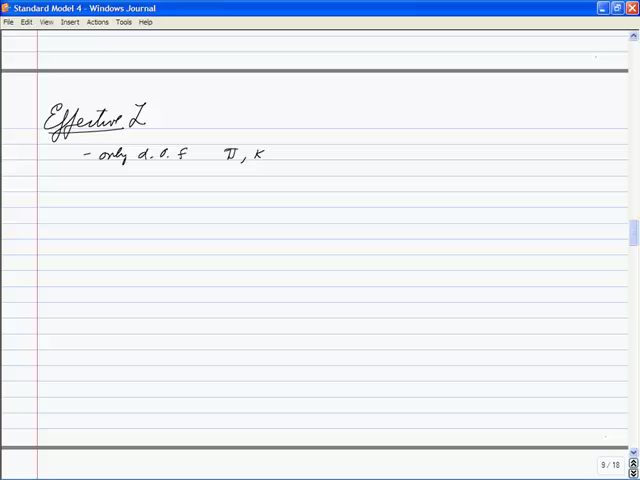 Standard Model 4 - Windows Journal
File Edit View Insert Actions Tools Help
Effective L
- only d. o. f π, K
9 / 18